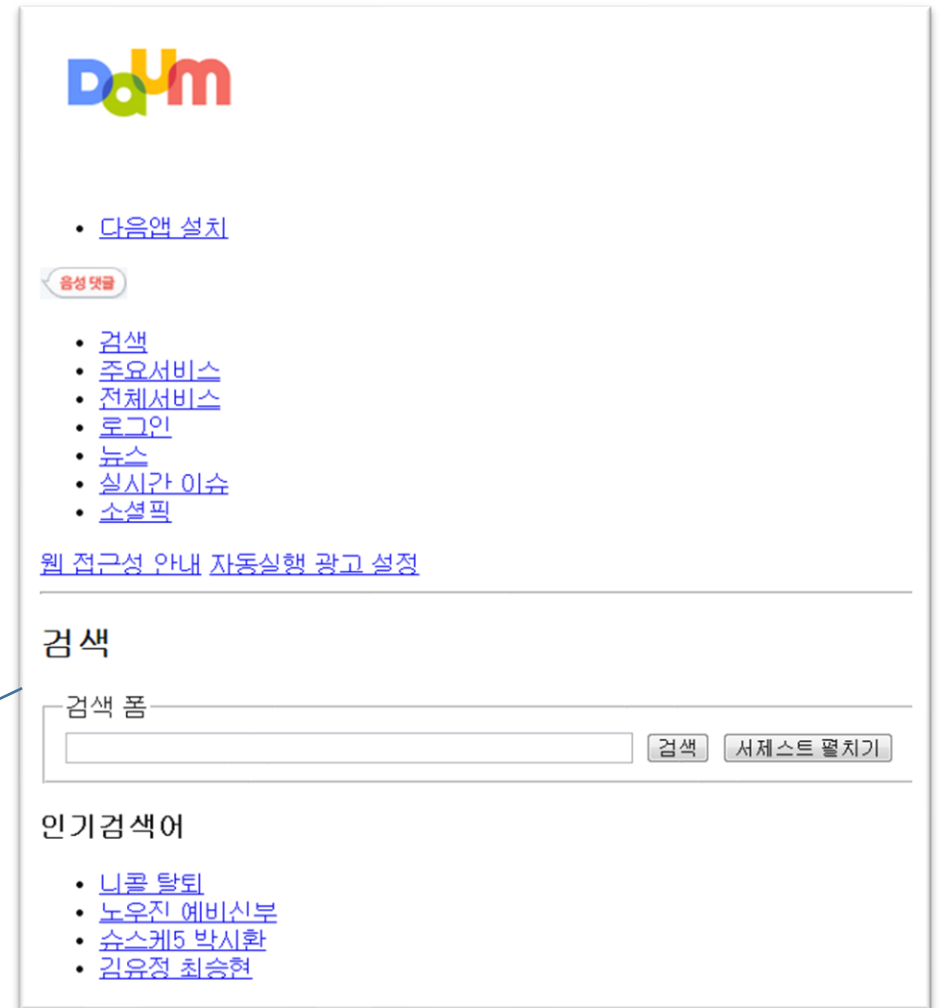 Daum
다음앱 설치
음성 댓글
검색
주요서비스
전체서비스
로그인
뉴스
실시간 이슈
소셜픽
웹 접근성 안내 자동실행 광고 설정
검색
검색 폼
검색 서제스트 펼치기
인기검색어
니콜 탈퇴
노우진 예비신부
슈스케5 박시환
김유정 최승현